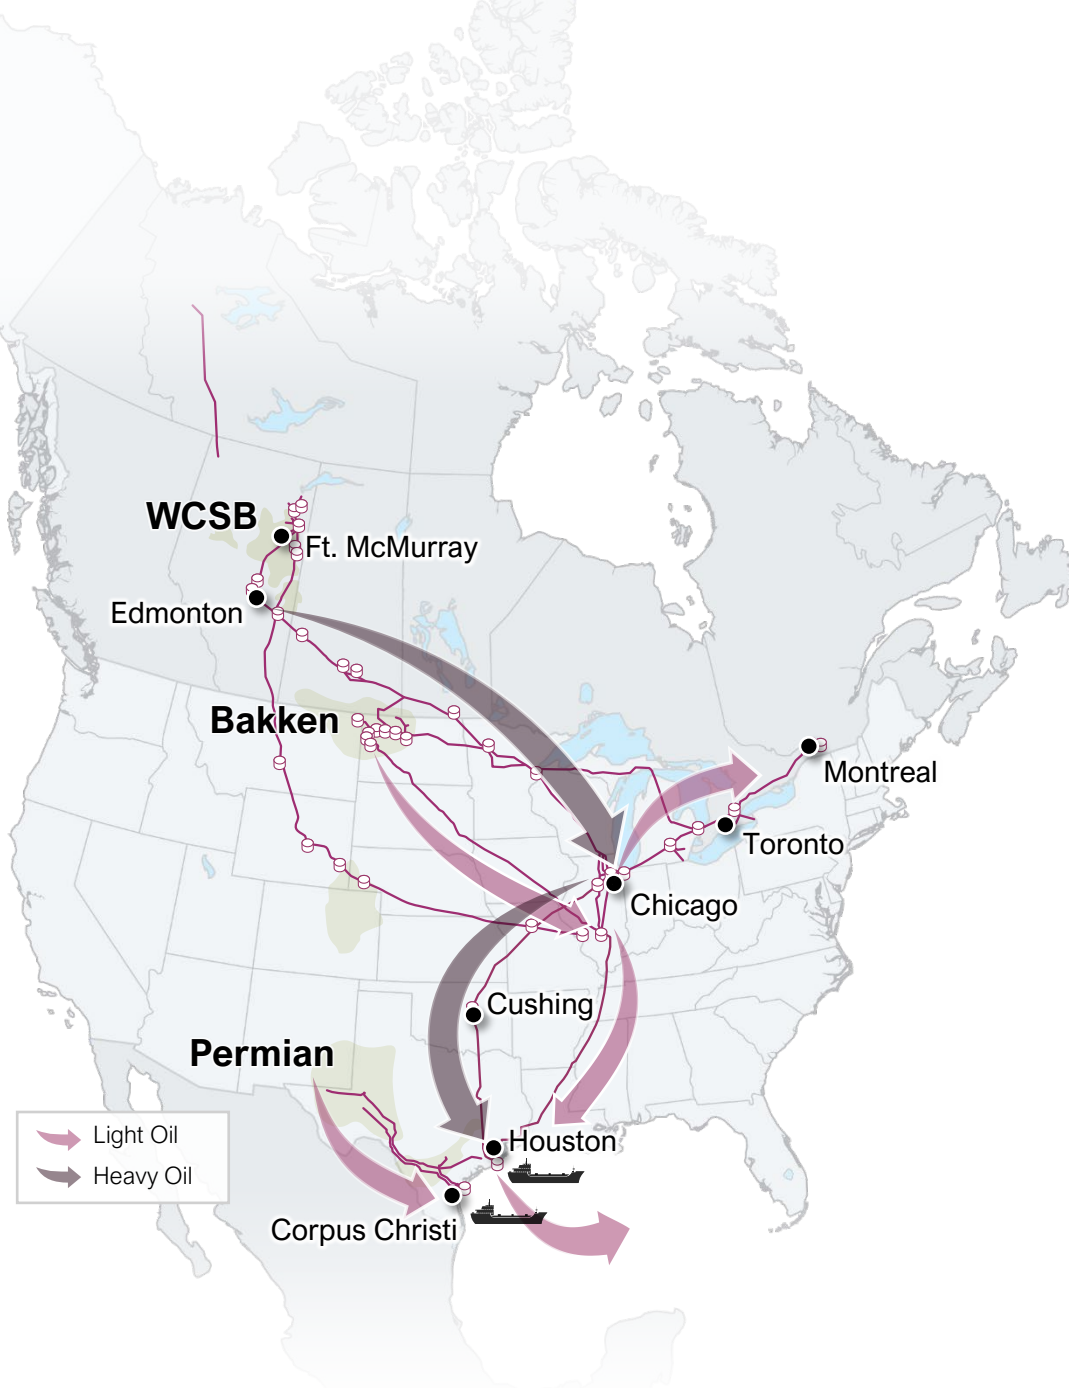 WCSB
Ft. McMurray
Edmonton
Bakken
Montreal
Toronto
Chicago
Cushing
Permian
Light Oil
Heavy Oil
Houston
Corpus Christi